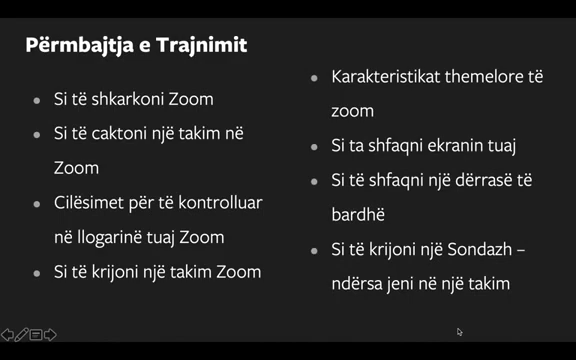 Përmbajtja e Trajnimit
• Si të shkarkoni Zoom
• Si të caktoni një takim në
Zoom
• Cilësimet për të kontrolluar
në llogarinë tuaj Zoom
• Si të krijoni një takim Zoom
• Karakteristikat themelore të
zoom
• Si ta shfaqni ekranin tuaj
• Si të shfaqni një dërrasë të
bardhë
• Si të krijoni një Sondazh –
ndërsa jeni në një takim